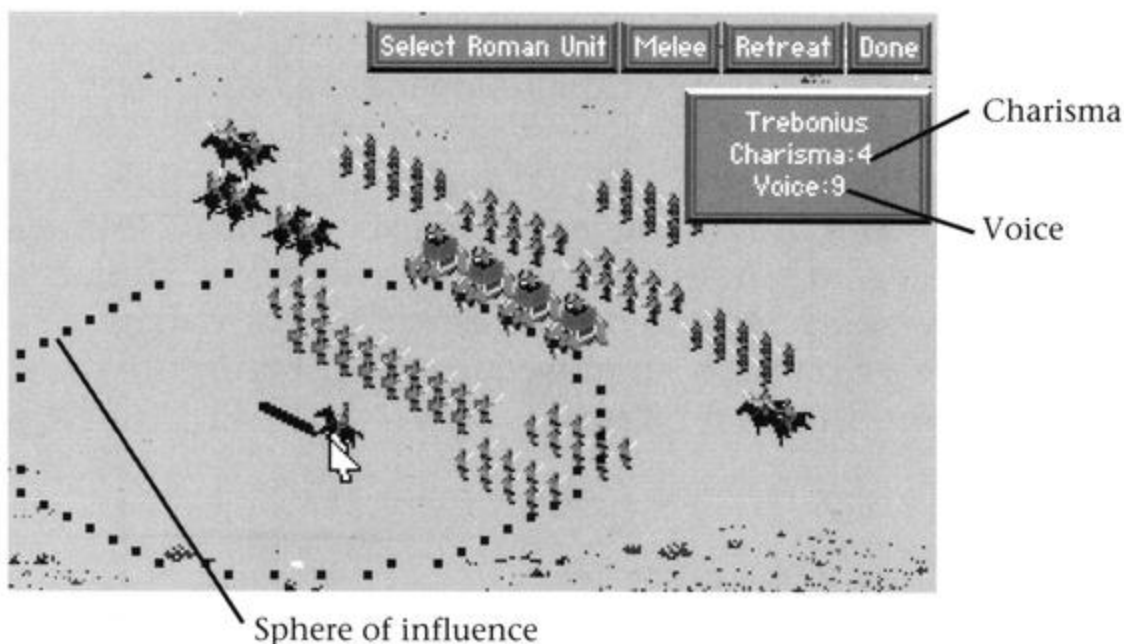 Select Roman Unit Melee Retreat Done
Trebonius
Charisma:4
Voice:9
Charisma
Voice
Sphere of influence